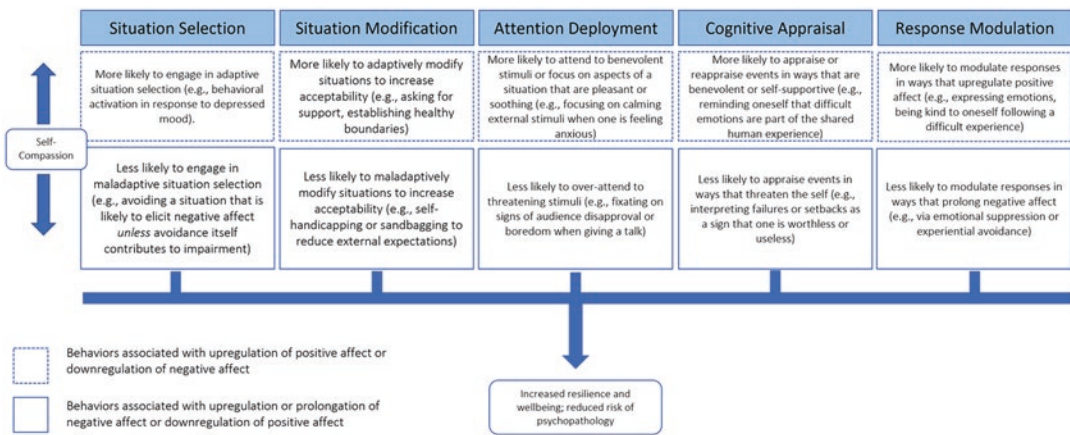 Situation Selection
Situation Modification
Attention Deployment
Cognitive Appraisal
Response Modulation
More likely to engage in adaptive
situation selection (e.g., behavioral
activation in response to depressed
mood).
More likely to adaptively modify
situations to increase
acceptability (e.g., asking for
support, establishing healthy
boundaries)
More likely to attend to benevolent
stimuli or focus on aspects of a
situation that are pleasant or
soothing (e.g., focusing on calming
external stimuli when one is feeling
anxious)
More likely to appraise or
reappraise events in ways that are
benevolent or self-supportive (e.g.,
reminding oneself that difficult
emotions are part of the shared
human experience)
More likely to modulate responses
in ways that upregulate positive
affect (e.g., expressing emotions,
being kind to oneself following a
difficult experience)
Self-
Compassion
Less likely to engage in
maladaptive situation selection
(e.g., avoiding a situation that is
likely to elicit negative affect
unless avoidance itself
contributes to impairment)
Less likely to maladaptively
modify situations to increase
acceptability (e.g., self-
handicapping or sandbagging to
reduce external expectations)
Less likely to over-attend to
threatening stimuli (e.g., fixating on
signs of audience disapproval or
boredom when giving a talk)
Less likely to appraise events in
ways that threaten the self (e.g.,
interpreting failures or setbacks as
a sign that one is worthless or
useless)
Less likely to modulate responses in
ways that prolong negative affect
(e.g., via emotional suppression or
experiential avoidance)
Behaviors associated with upregulation of positive affect or
downregulation of negative affect
Behaviors associated with upregulation or prolongation of
negative affect or downregulation of positive affect
Increased resilience and
wellbeing; reduced risk of
psychopathology